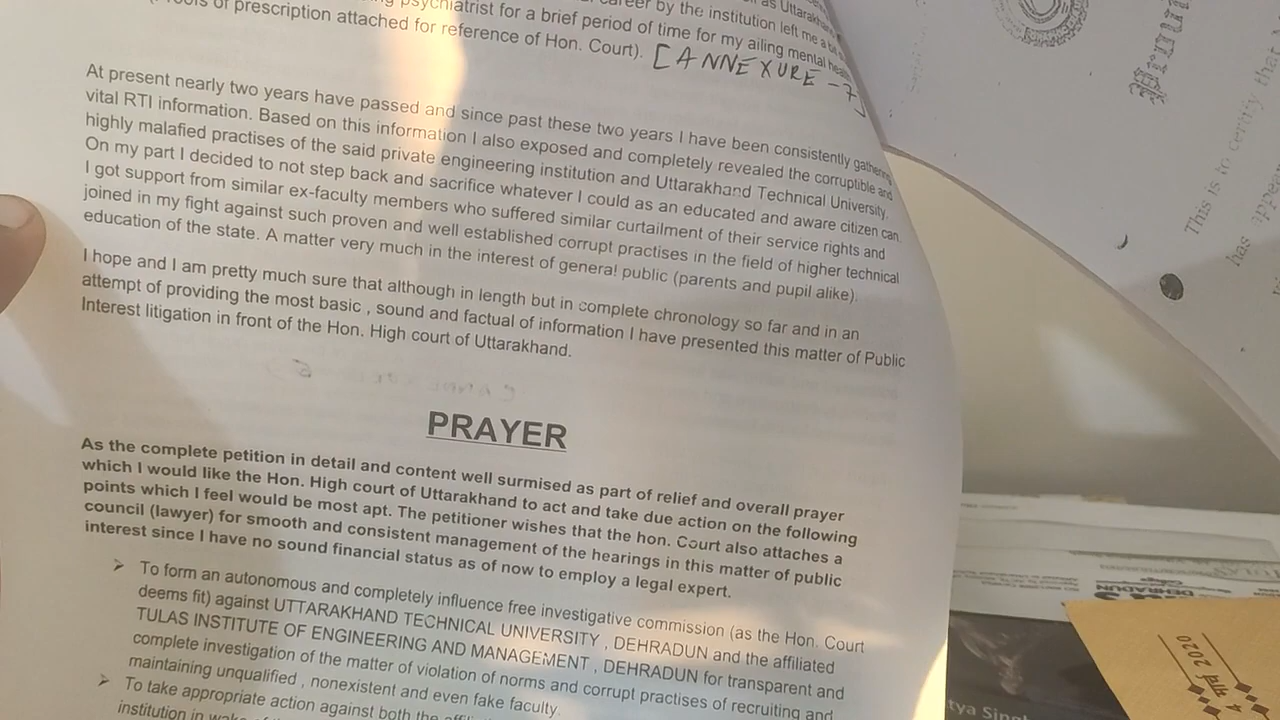 career by the institution left me a
psychiatrist for a brief period of time for my ailing mental
of prescription attached for reference of Hon. Court). [ANNEXURE -7]
At present nearly two years have passed and since past these two years I have been consistently gathering
vital RTI information. Based on this information I also exposed and completely revealed the corruptible and
highly malafied practises of the said private engineering institution and Uttarakhand Technical University.
On my part I decided to not step back and sacrifice whatever I could as an educated and aware citizen can.
I got support from similar ex-faculty members who suffered similar curtailment of their service rights and
joined in my fight against such proven and well established corrupt practises in the field of higher technical
education of the state. A matter very much in the interest of general public (parents and pupil alike).
I hope and I am pretty much sure that although in length but in complete chronology so far and in an
attempt of providing the most basic , sound and factual of information I have presented this matter of Public
Interest litigation in front of the Hon. High court of Uttarakhand.
PRAYER
As the complete petition in detail and content well surmised as part of relief and overall prayer
which I would like the Hon. High court of Uttarakhand to act and take due action on the following
points which I feel would be most apt. The petitioner wishes that the hon. Court also attaches a
council (lawyer) for smooth and consistent management of the hearings in this matter of public
interest since I have no sound financial status as of now to employ a legal expert.
➢ To form an autonomous and completely influence free investigative commission (as the Hon. Court
deems fit) against UTTARAKHAND TECHNICAL UNIVERSITY , DEHRADUN and the affiliated
TULAS INSTITUTE OF ENGINEERING AND MANAGEMENT , DEHRADUN for transparent and
complete investigation of the matter of violation of norms and corrupt practises of recruiting and
maintaining unqualified , nonexistent and even fake faculty.
➢ To take appropriate action against both the
institution in
This is to certify that
has
DEHRADUN
2020